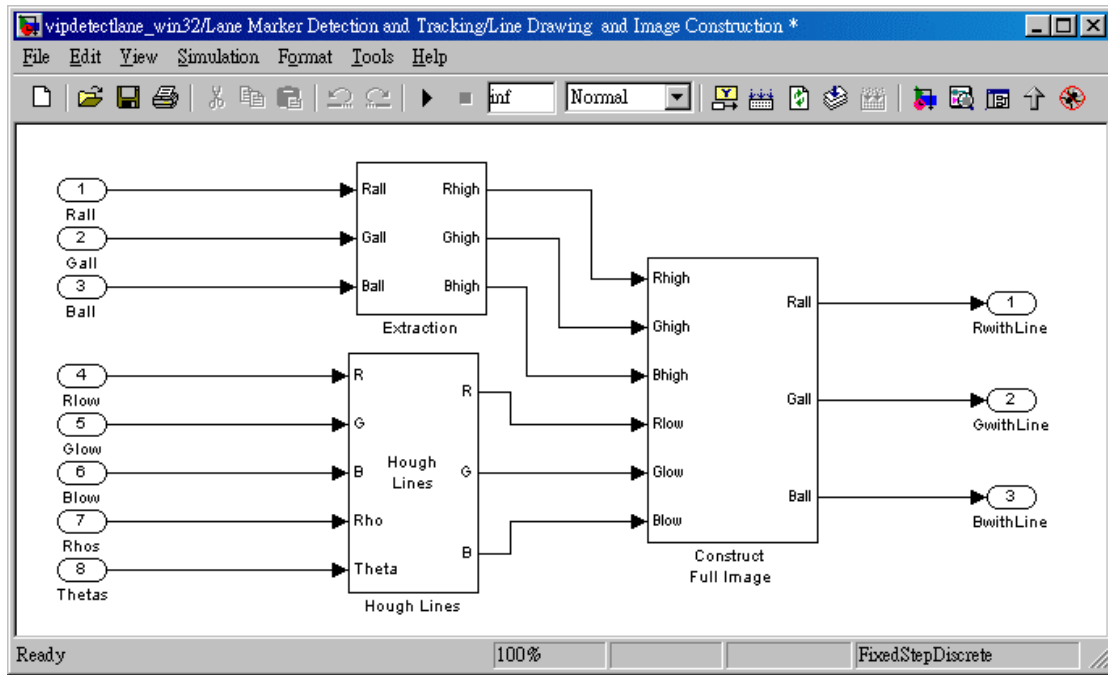 vipdetectlane_win32/Lane Marker Detection and Tracking/Line Drawing and Image Construction *
File Edit View Simulation Format Tools Help
inf Normal
1
Rall
2
Gall
3
Ball
Rall Rhigh
Gall Ghigh
Ball Bhigh
Extraction
4
Rlow
5
Glow
6
Blow
7
Rhos
8
Thetas
R R
G
Hough
Lines
B G
Rho
B
Theta
Hough Lines
Rhigh
Rall
Ghigh
Bhigh
Gall
Rlow
Glow
Ball
Blow
Construct
Full Image
1
RwithLine
2
GwithLine
3
BwithLine
Ready 100% FixedStepDiscrete